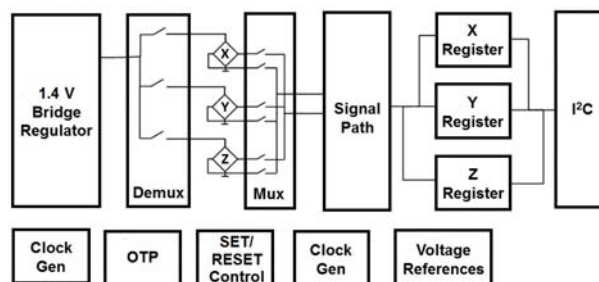 1.4 V
Bridge
Regulator
Demux
X
Y
Z
Mux
Signal
Path
X
Register
Y
Register
Z
Register
I²C
Clock
Gen
OTP
SET/
RESET
Control
Clock
Gen
Voltage
References